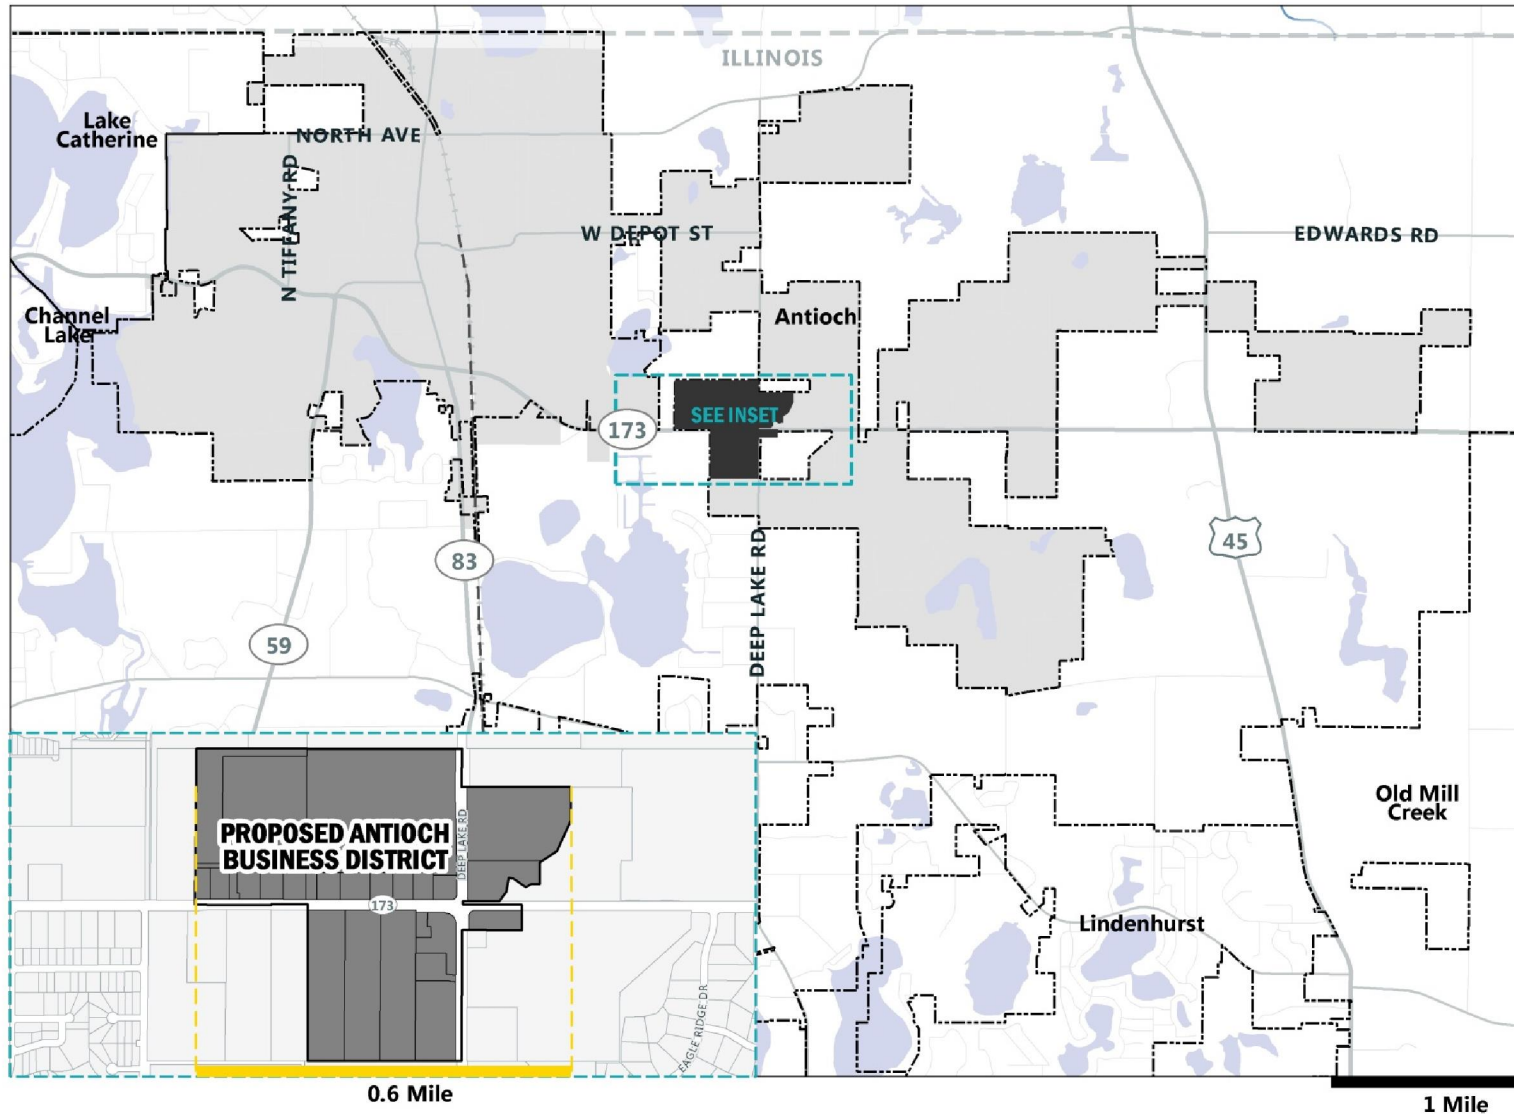 ILLINOIS
Lake
Catherine
NORTH AVE
N TIFFANY RD
W DEPOT ST
EDWARDS RD
Channel
Lake
Antioch
SEE INSET
173
45
83
DEEP LAKE RD
59
PROPOSED ANTIOCH
BUSINESS DISTRICT
DEEP LAKE RD
173
EAGLE RIDGE DR
Old Mill
Creek
Lindenhurst
0.6 Mile
1 Mile